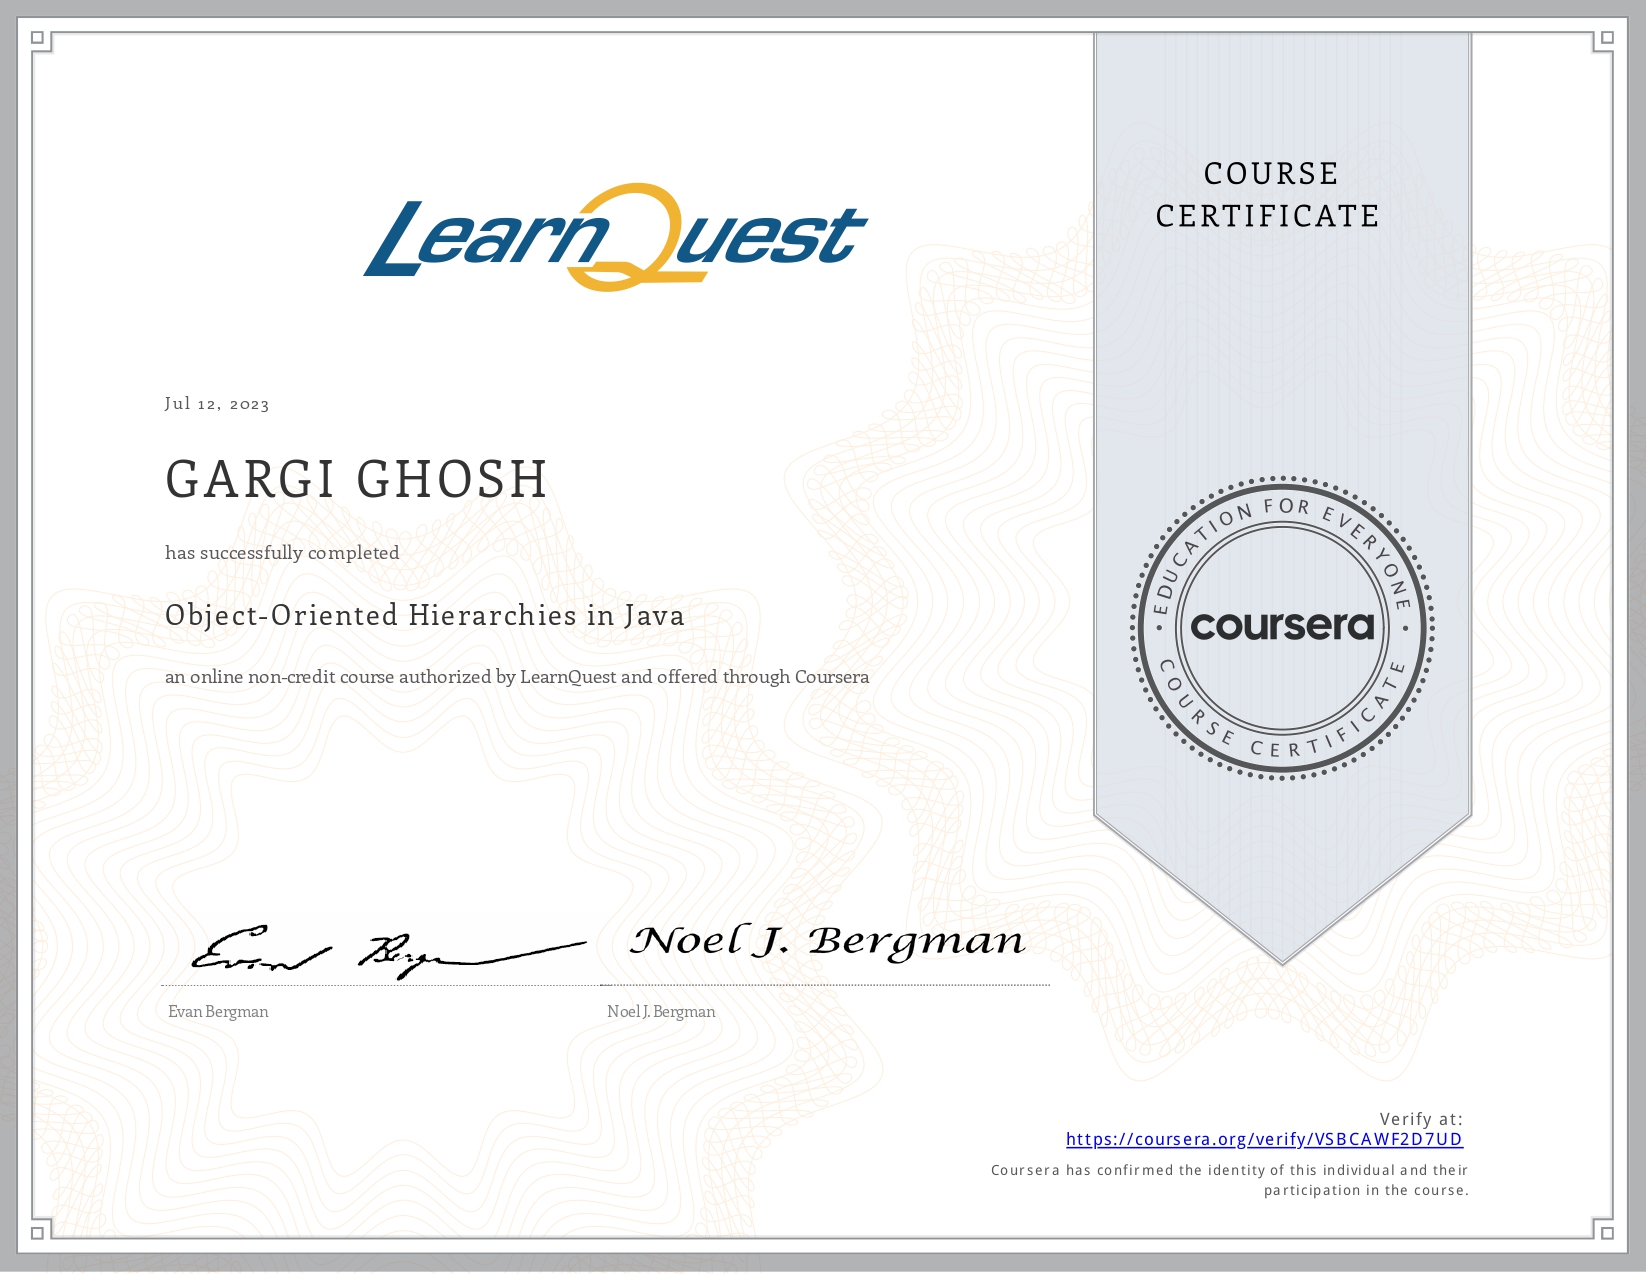 LearnQuest
COURSE
CERTIFICATE
Jul 12, 2023
GARGI GHOSH
has successfully completed
Object-Oriented Hierarchies in Java
an online non-credit course authorized by LearnQuest and offered through Coursera
EDUCATION FOR EVERYONE
coursera
COURSE CERTIFICATE
Evan Bergman
Noel J. Bergman
Evan Bergman
Noel J. Bergman
Verify at:
https://coursera.org/verify/VSBCAWF2D7UD
Coursera has confirmed the identity of this individual and their
participation in the course.